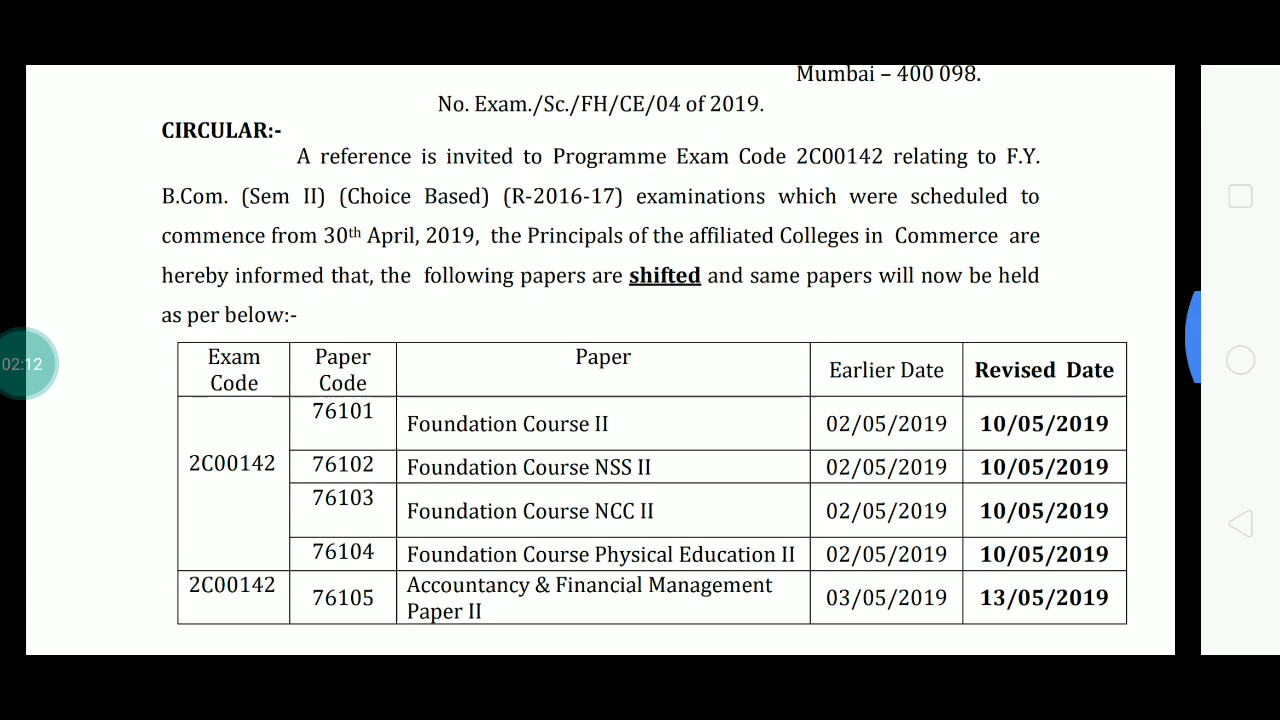 Mumbai – 400 098.
No. Exam./Sc./FH/CE/04 of 2019.
CIRCULAR:-
A reference is invited to Programme Exam Code 2C00142 relating to F.Y.
B.Com. (Sem II) (Choice Based) (R-2016-17) examinations which were scheduled to
commence from 30th April, 2019, the Principals of the affiliated Colleges in Commerce are
hereby informed that, the following papers are shifted and same papers will now be held
as per below:-
Exam Code Paper Code Paper Earlier Date Revised Date
2C00142 76101 Foundation Course II 02/05/2019 10/05/2019
76102 Foundation Course NSS II 02/05/2019 10/05/2019
76103 Foundation Course NCC II 02/05/2019 10/05/2019
76104 Foundation Course Physical Education II 02/05/2019 10/05/2019
2C00142 76105 Accountancy & Financial Management Paper II 03/05/2019 13/05/2019
02:12